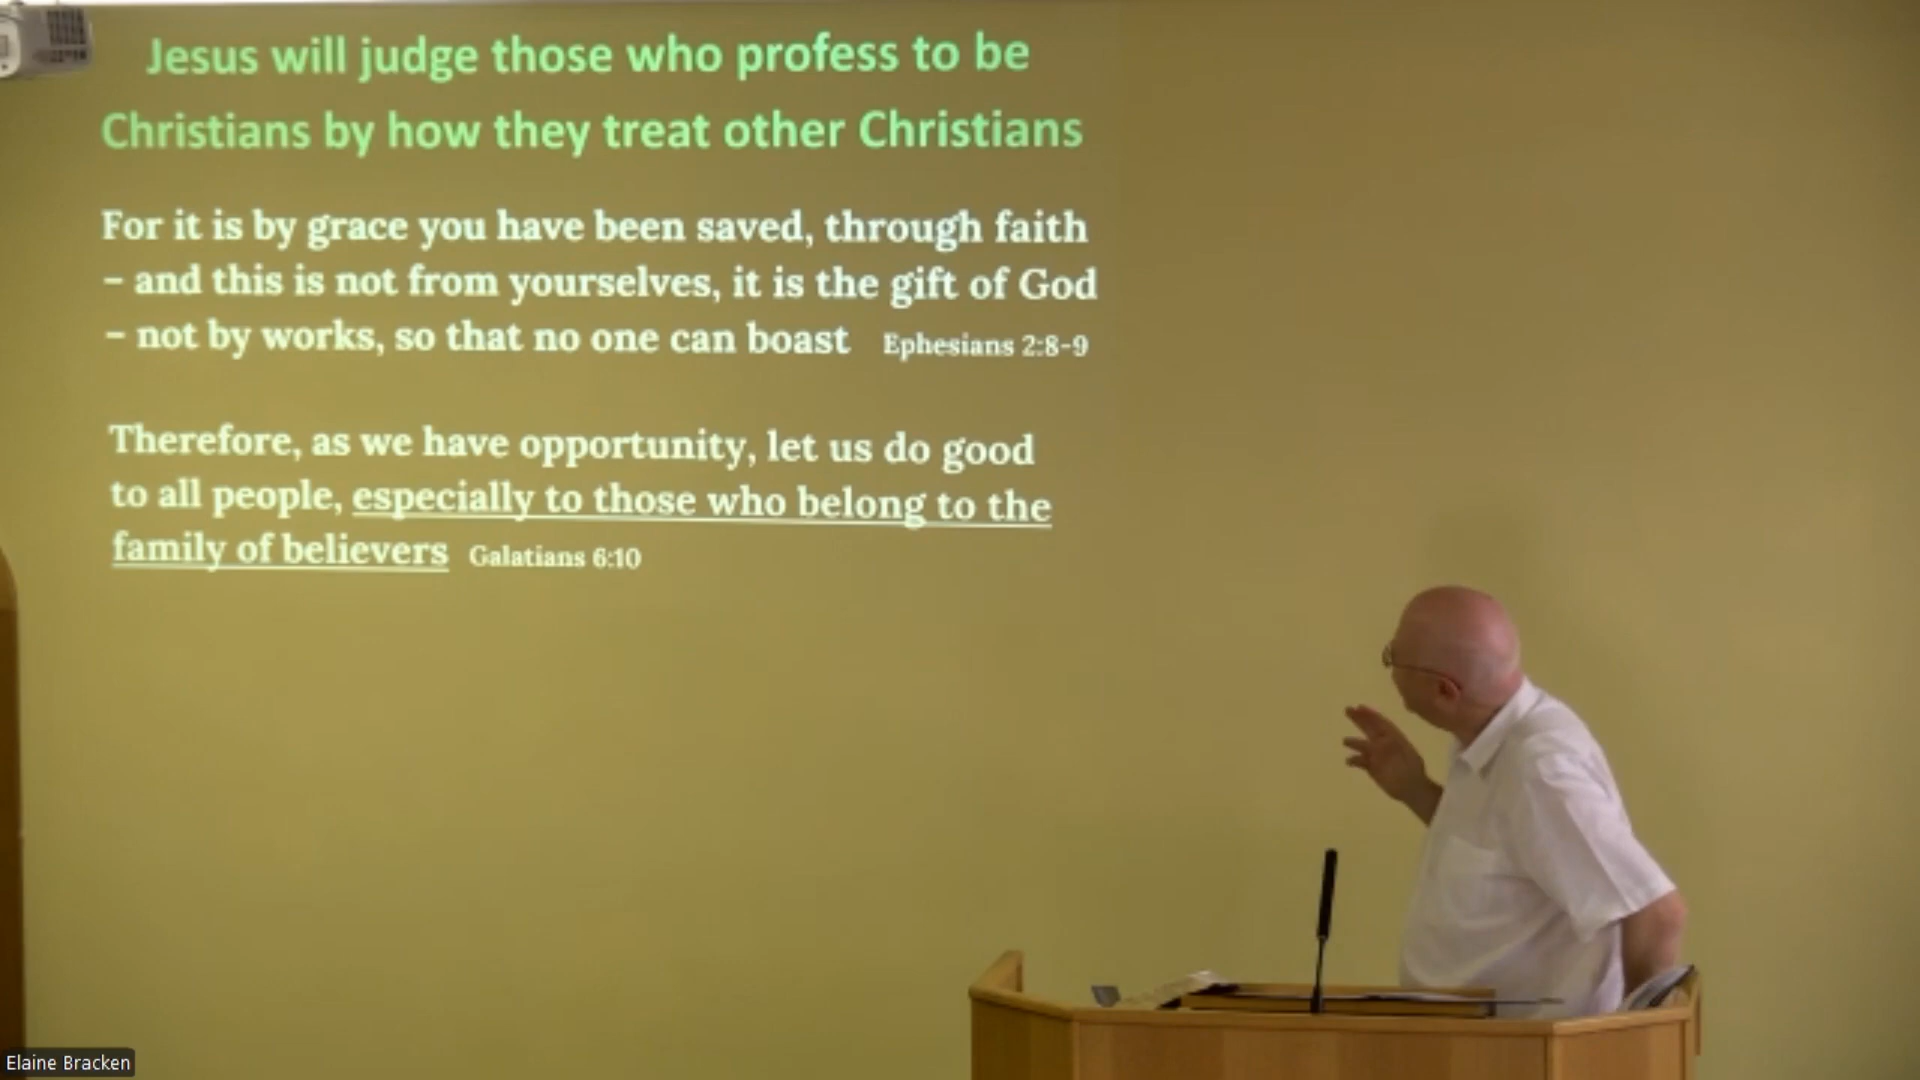 Jesus will judge those who profess to be
Christians by how they treat other Christians
For it is by grace you have been saved, through faith
– and this is not from yourselves, it is the gift of God
– not by works, so that no one can boast Ephesians 2:8-9
Therefore, as we have opportunity, let us do good
to all people, especially to those who belong to the
family of believers Galatians 6:10
Elaine Bracken